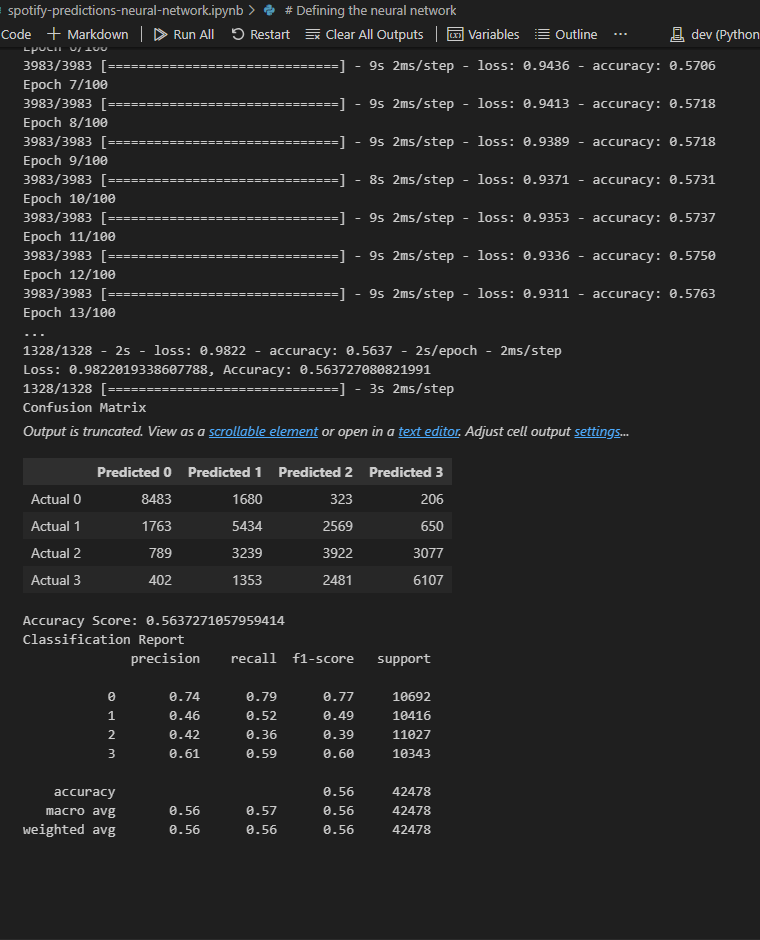 spotify-predictions-neural-network.ipynb > # Defining the neural network
Code + Markdown | Run All Restart Clear All Outputs | Variables Outline ... dev (Python
Epoch 6/100
3983/3983 [==============================] - 9s 2ms/step - loss: 0.9436 - accuracy: 0.5706
Epoch 7/100
3983/3983 [==============================] - 9s 2ms/step - loss: 0.9413 - accuracy: 0.5718
Epoch 8/100
3983/3983 [==============================] - 9s 2ms/step - loss: 0.9389 - accuracy: 0.5718
Epoch 9/100
3983/3983 [==============================] - 8s 2ms/step - loss: 0.9371 - accuracy: 0.5731
Epoch 10/100
3983/3983 [==============================] - 9s 2ms/step - loss: 0.9353 - accuracy: 0.5737
Epoch 11/100
3983/3983 [==============================] - 9s 2ms/step - loss: 0.9336 - accuracy: 0.5750
Epoch 12/100
3983/3983 [==============================] - 9s 2ms/step - loss: 0.9311 - accuracy: 0.5763
Epoch 13/100
...
1328/1328 - 2s - loss: 0.9822 - accuracy: 0.5637 - 2s/epoch - 2ms/step
Loss: 0.9822019338607788, Accuracy: 0.563727080821991
1328/1328 [==============================] - 3s 2ms/step
Confusion Matrix
Output is truncated. View as a scrollable element or open in a text editor. Adjust cell output settings...
Predicted 0 Predicted 1 Predicted 2 Predicted 3
Actual 0 8483 1680 323 206
Actual 1 1763 5434 2569 650
Actual 2 789 3239 3922 3077
Actual 3 402 1353 2481 6107
Accuracy Score: 0.5637271057959414
Classification Report
precision recall f1-score support
0 0.74 0.79 0.77 10692
1 0.46 0.52 0.49 10416
2 0.42 0.36 0.39 11027
3 0.61 0.59 0.60 10343
accuracy 0.56 42478
macro avg 0.56 0.57 0.56 42478
weighted avg 0.56 0.56 0.56 42478